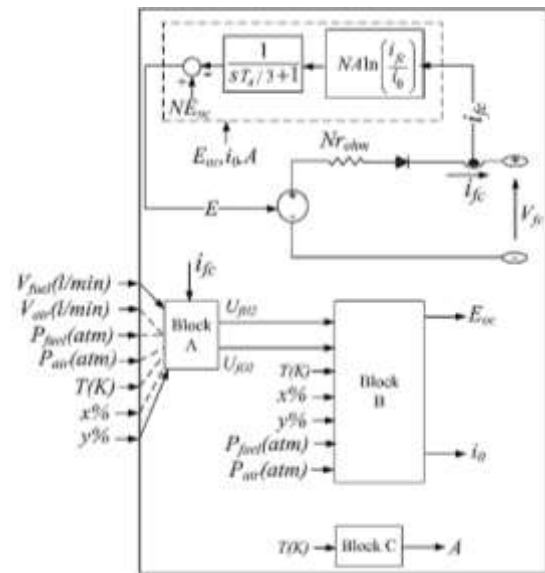 1
sT_d/3+1
NA ln(i_fc/i_0)
+
-
NE_oc
i_fc
E_oc, i_0, A
Nr_ohm
+
-
i_fc
V_fc
E
-
V_fuel(l/min)
V_air(l/min)
P_fuel(atm)
P_air(atm)
T(K)
x%
y%
i_fc
Block
A
U_fH2
U_fO2
T(K)
x%
y%
P_fuel(atm)
P_air(atm)
Block
B
E_oc
i_0
T(K)
Block C
A